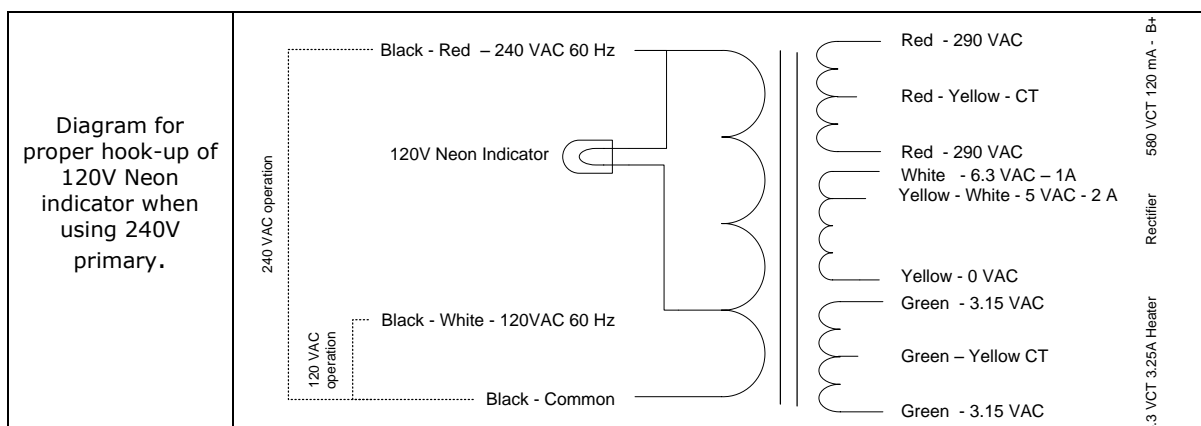 Diagram for
proper hook-up of
120V Neon
indicator when
using 240V
primary.
Black - Red – 240 VAC 60 Hz
120V Neon Indicator
240 VAC operation
Black - White - 120VAC 60 Hz
120 VAC
operation
Black - Common
Red - 290 VAC
Red - Yellow - CT
Red - 290 VAC
580 VCT 120 mA - B+
White - 6.3 VAC – 1A
Yellow - White - 5 VAC - 2 A
Yellow - 0 VAC
Rectifier
Green - 3.15 VAC
Green – Yellow CT
Green - 3.15 VAC
.3 VCT 3.25A Heater